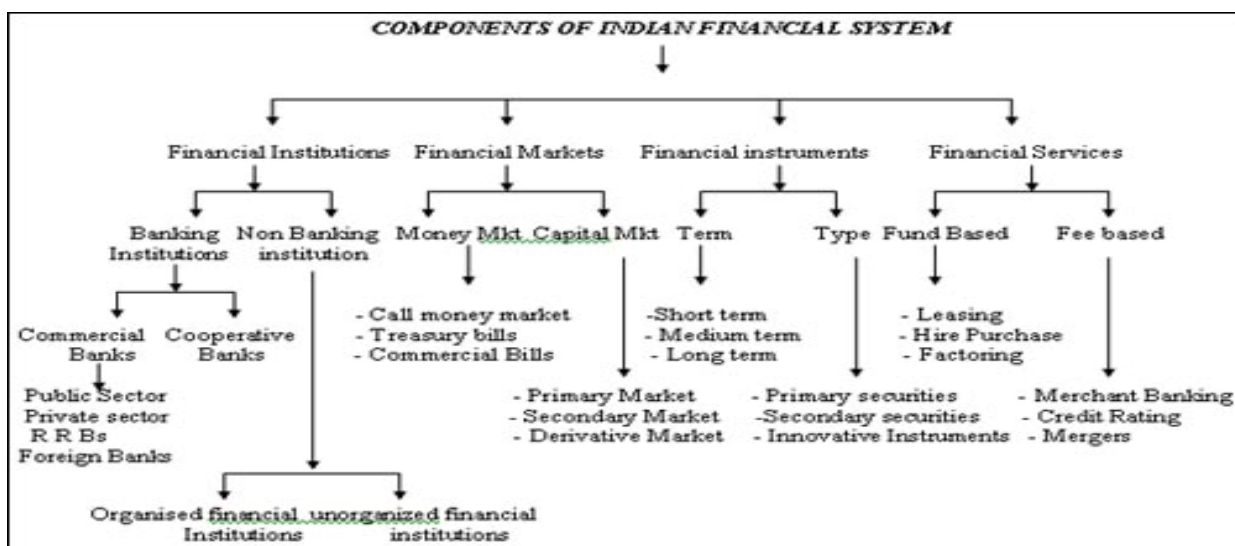 COMPONENTS OF INDIAN FINANCIAL SYSTEM
Financial Institutions Financial Markets Financial instruments Financial Services
Banking Non Banking Money Mkt Capital Mkt Term Type Fund Based Fee based
Institutions institution
- Call money market -Short term - Leasing
Commercial Cooperative - Treasury bills - Medium term - Hire Purchase
Banks Banks - Commercial Bills - Long term - Factoring
Public Sector - Primary Market - Primary securities - Merchant Banking
Private sector - Secondary Market -Secondary securities - Credit Rating
R R Bs - Derivative Market - Innovative Instruments - Mergers
Foreign Banks
Organised financial unorganized financial
Institutions institutions